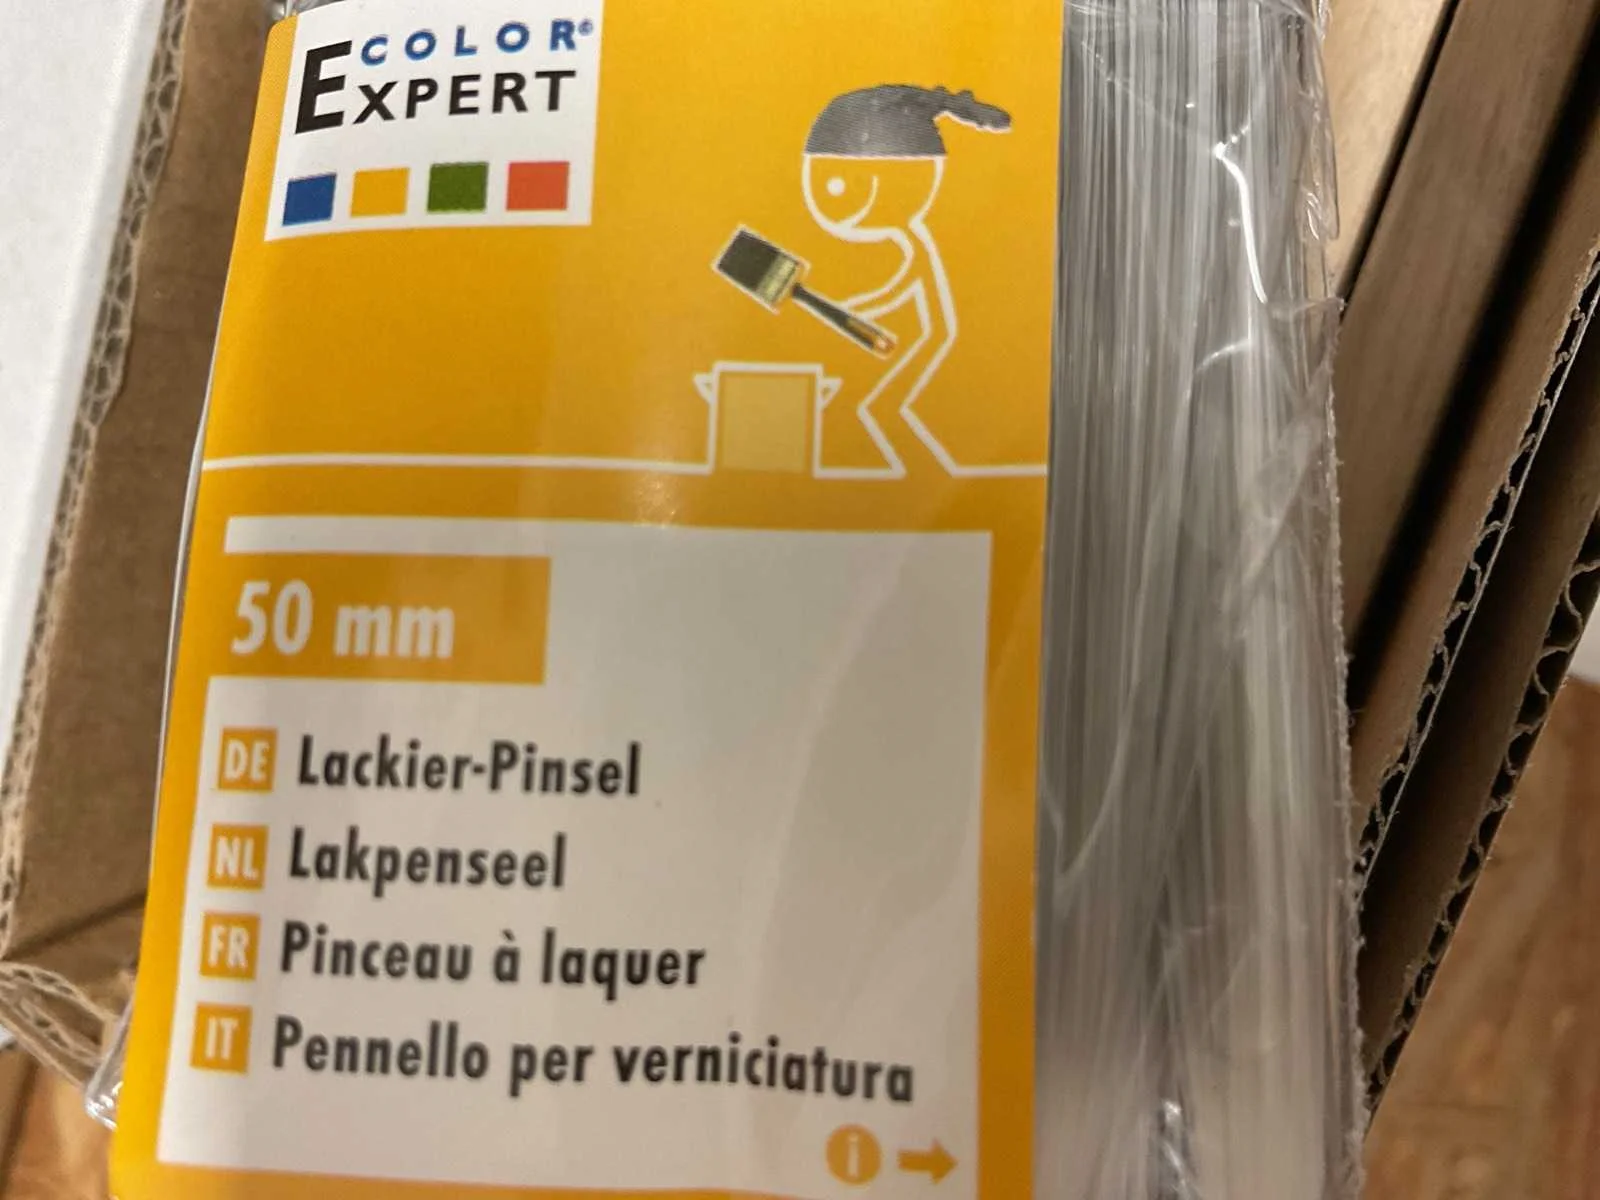 COLOR®
EXPERT
50 mm
DE Lackier-Pinsel
NL Lakpenseel
FR Pinceau à laquer
IT Pennello per verniciatura
i